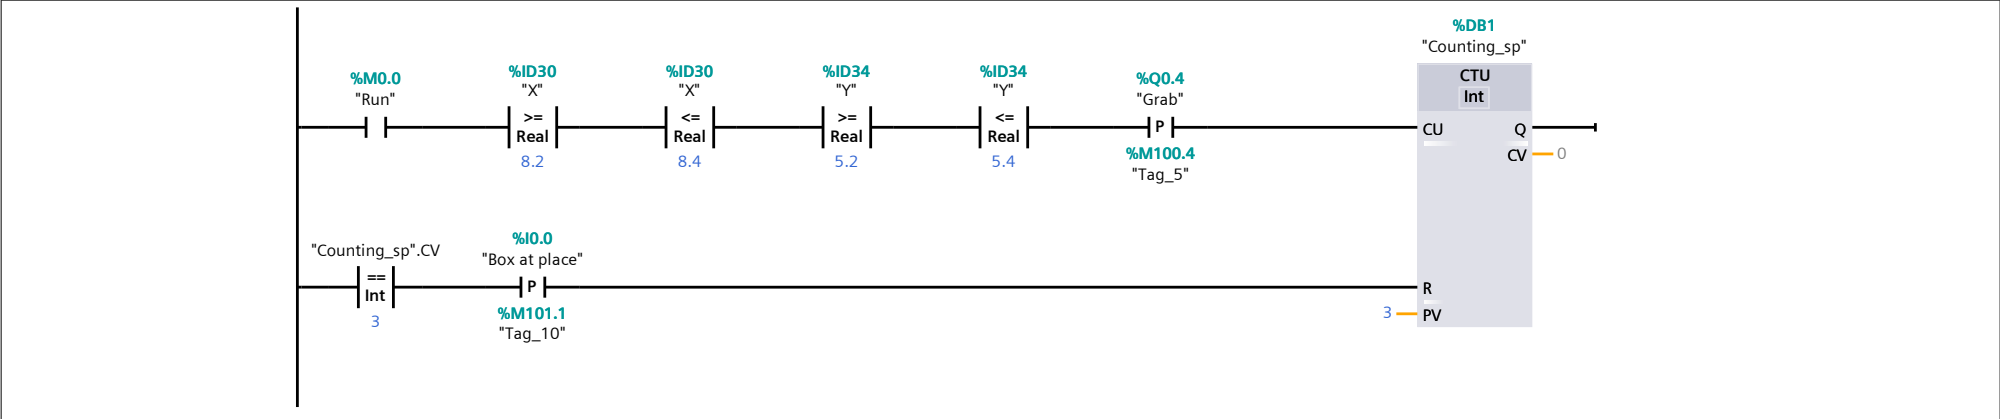 %DB1
"Counting_sp"
%M0.0
"Run"
%ID30
"X"
>=
Real
8.2
%ID30
"X"
<=
Real
8.4
%ID34
"Y"
>=
Real
5.2
%ID34
"Y"
<=
Real
5.4
%Q0.4
"Grab"
P
%M100.4
"Tag_5"
CTU
Int
CU
Q
CV
0
"Counting_sp".CV
==
Int
3
%I0.0
"Box at place"
P
%M101.1
"Tag_10"
R
3
PV